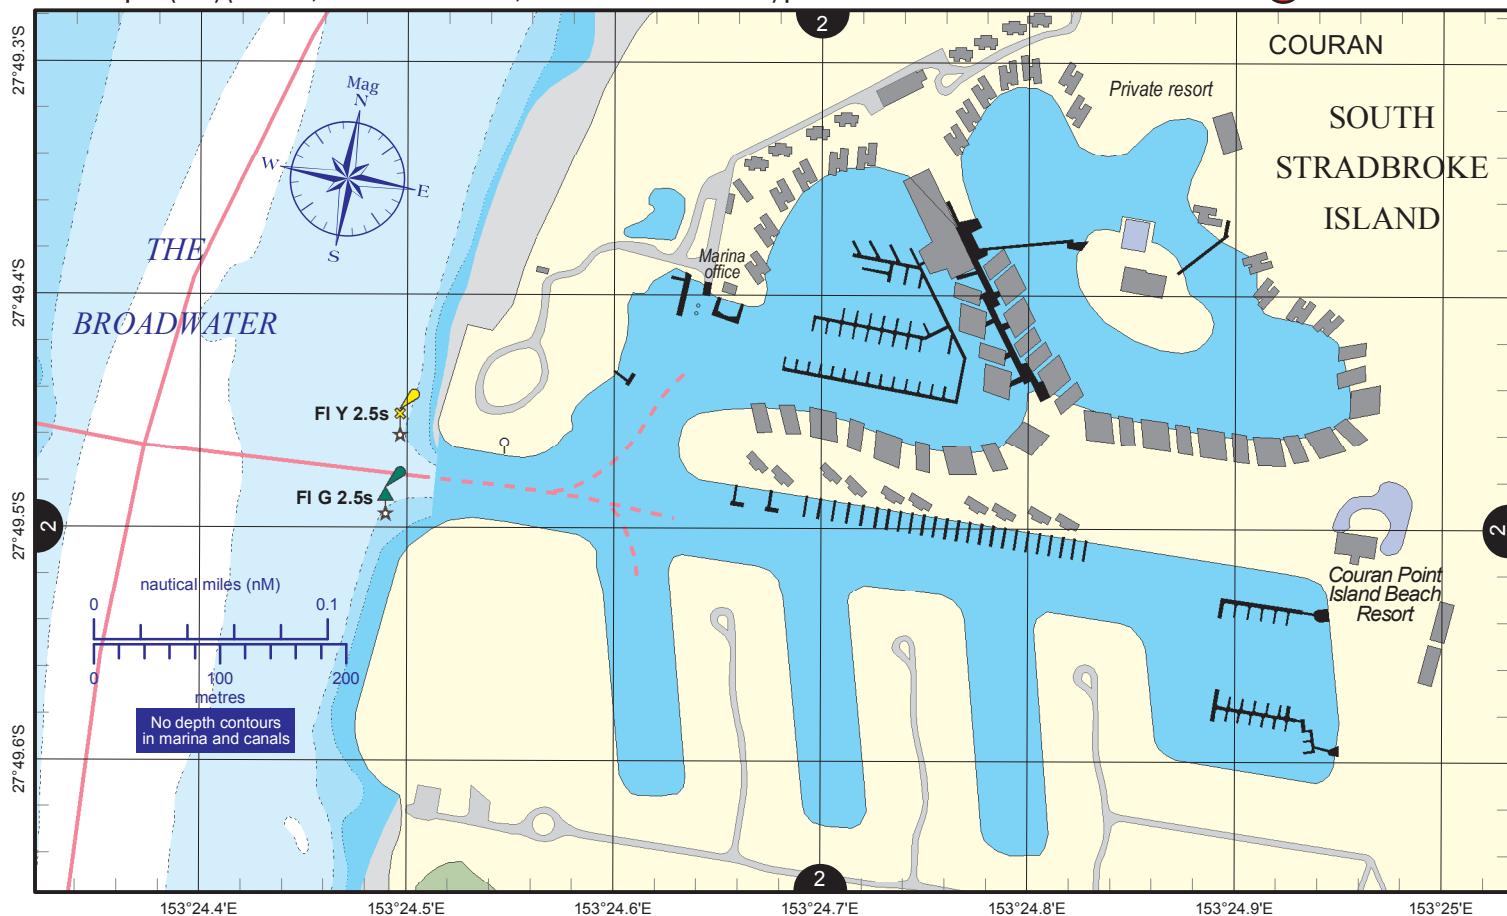 2
COURAN
27°49.3'S
Mag
N
Private resort
SOUTH
STRADBROKE
ISLAND
W
E
S
THE
BROADWATER
Marina
office
27°49.4'S
Fl Y 2.5s
Fl G 2.5s
2
27°49.5'S
2
nautical miles (nM)
0
0.1
0
100
200
metres
No depth contours
in marina and canals
Couran Point
Island Beach
Resort
27°49.6'S
2
153°24.4'E
153°24.5'E
153°24.6'E
153°24.7'E
153°24.8'E
153°24.9'E
153°25'E